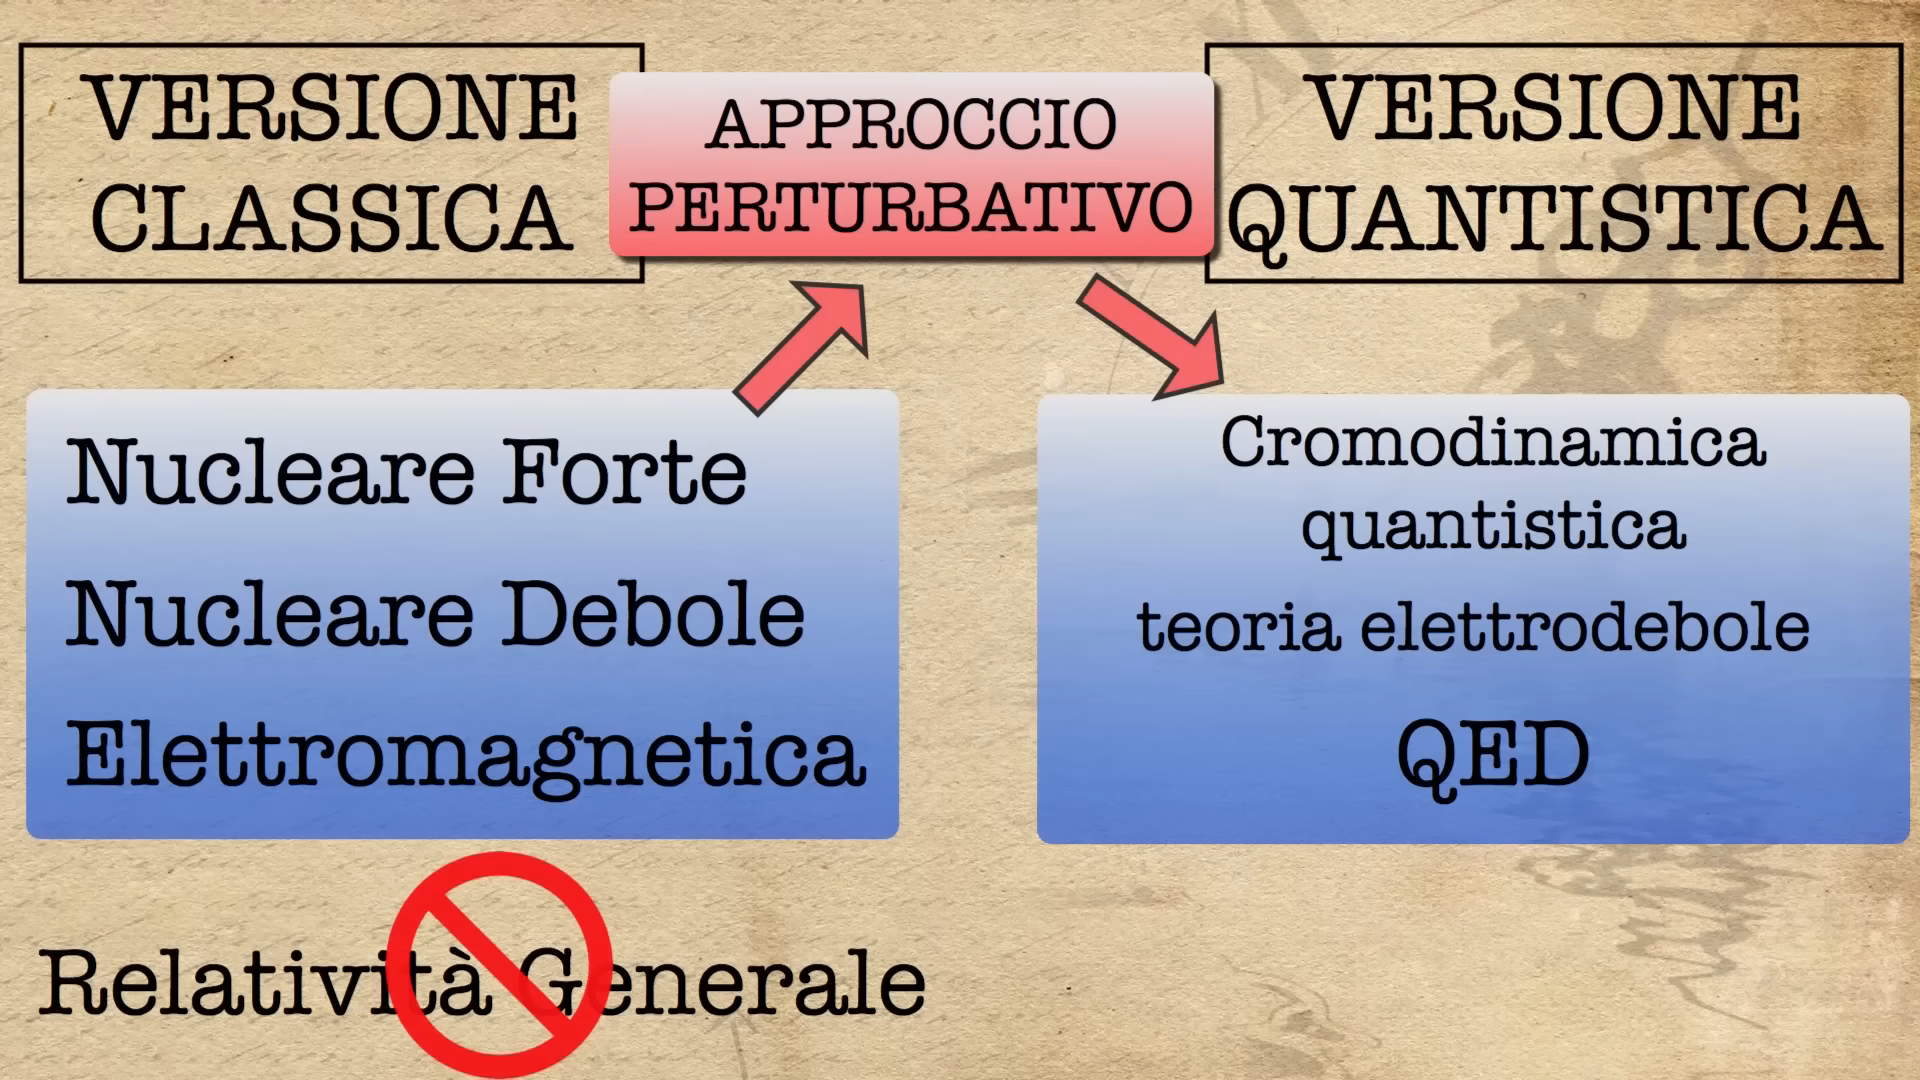 VERSIONE
CLASSICA
APPROCCIO
PERTURBATIVO
VERSIONE
QUANTISTICA
Nucleare Forte
Nucleare Debole
Elettromagnetica
Cromodinamica
quantistica
teoria elettrodebole
QED
Relatività Generale